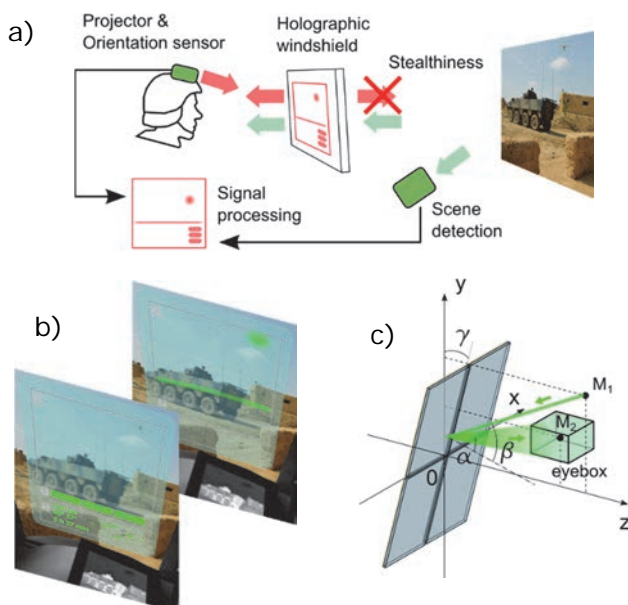 a)
Projector &
Orientation sensor
Holographic
windshield
Stealthiness
Signal
processing
Scene
detection
b)
c)
y
γ
M1
x
M2
α
β
0
eyebox
z